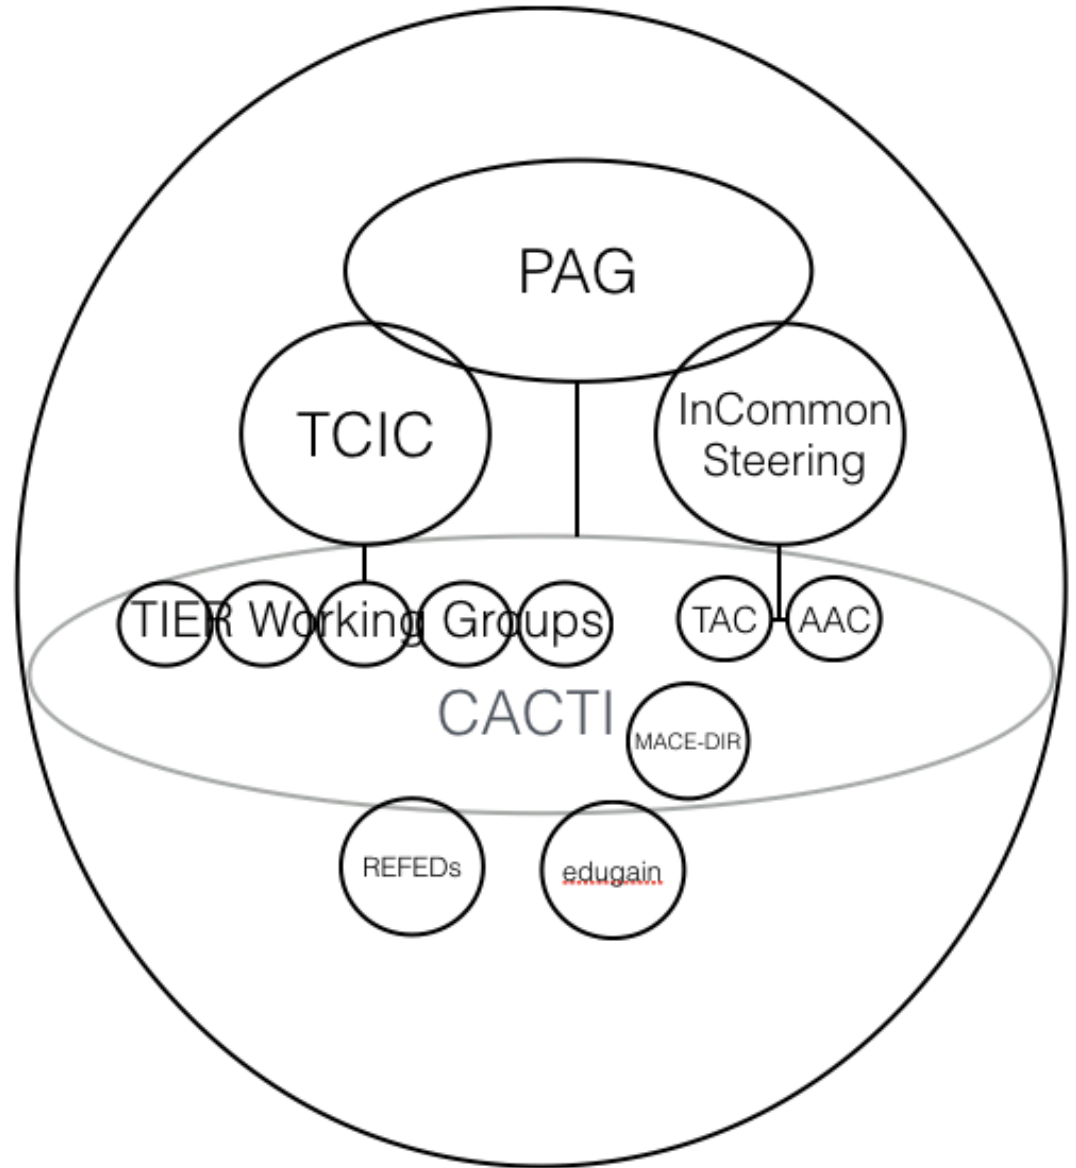 PAG
TCIC
InCommon
Steering
TIER Working Groups
TAC
AAC
CACTI
MACE-DIR
REFEDs
edugain